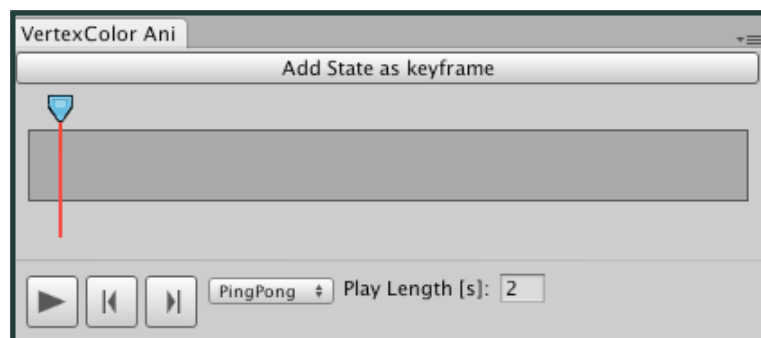 VertexColor Ani
Add State as keyframe
PingPong Play Length [s]: 2